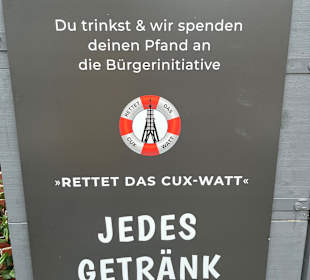 Du trinkst & wir spenden
deinen Pfand an
die Bürgerinitiative
RETTET DAS
CUX- WATT
»RETTET DAS CUX-WATT«
JEDES
GETRÄNK